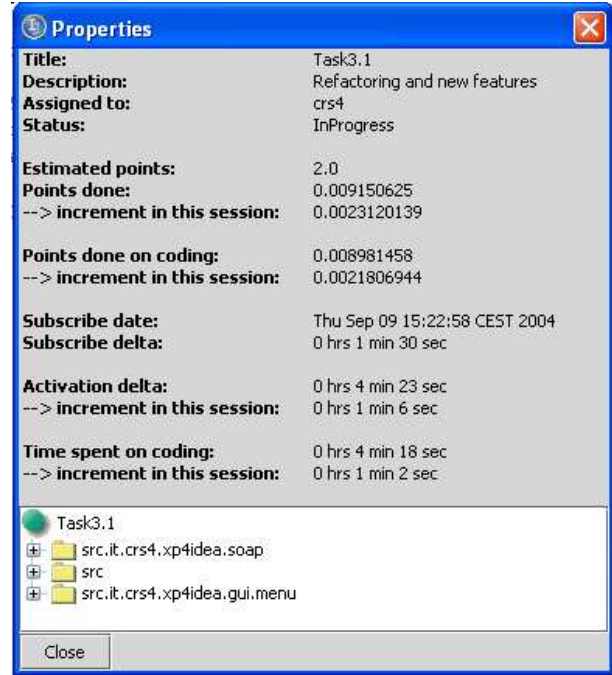 Properties
Title: Task3.1
Description: Refactoring and new features
Assigned to: crs4
Status: InProgress
Estimated points: 2.0
Points done: 0.009150625
--> increment in this session: 0.0023120139
Points done on coding: 0.008981458
--> increment in this session: 0.0021806944
Subscribe date: Thu Sep 09 15:22:58 CEST 2004
Subscribe delta: 0 hrs 1 min 30 sec
Activation delta: 0 hrs 4 min 23 sec
--> increment in this session: 0 hrs 1 min 6 sec
Time spent on coding: 0 hrs 4 min 18 sec
--> increment in this session: 0 hrs 1 min 2 sec
Task3.1
src.it.crs4.xp4idea.soap
src
src.it.crs4.xp4idea.gui.menu
Close